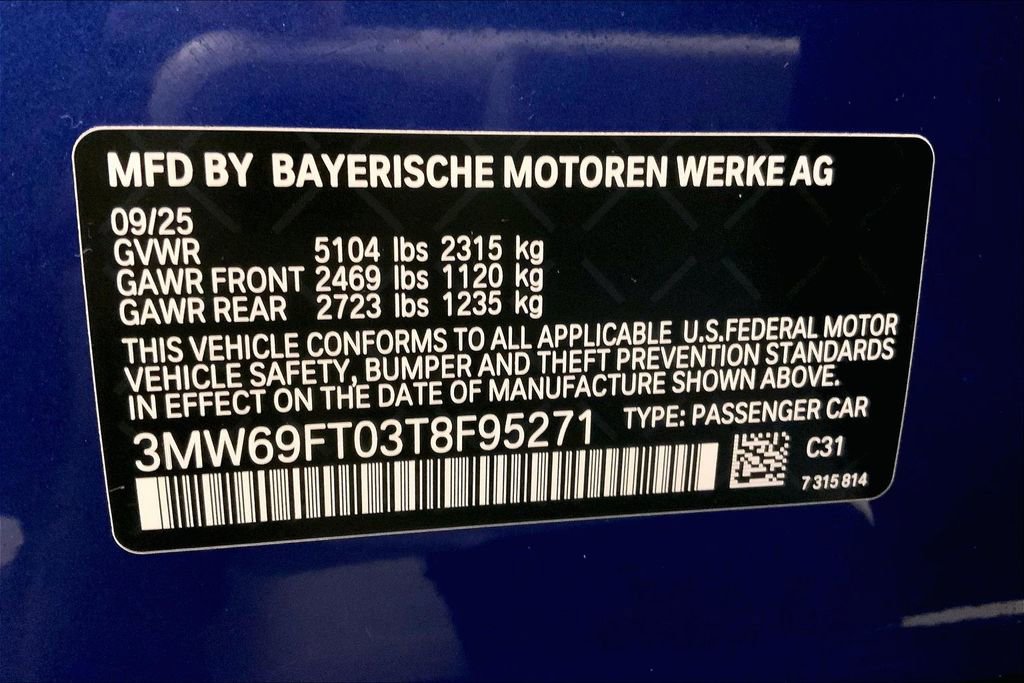 MFD BY BAYERISCHE MOTOREN WERKE AG
09/25
GVWR 5104 lbs 2315 kg
GAWR FRONT 2469 lbs 1120 kg
GAWR REAR 2723 lbs 1235 kg
THIS VEHICLE CONFORMS TO ALL APPLICABLE U.S.FEDERAL MOTOR
VEHICLE SAFETY, BUMPER AND THEFT PREVENTION STANDARDS
IN EFFECT ON THE DATE OF MANUFACTURE SHOWN ABOVE.
3MW69FT03T8F95271 TYPE: PASSENGER CAR
C31
7 315 814